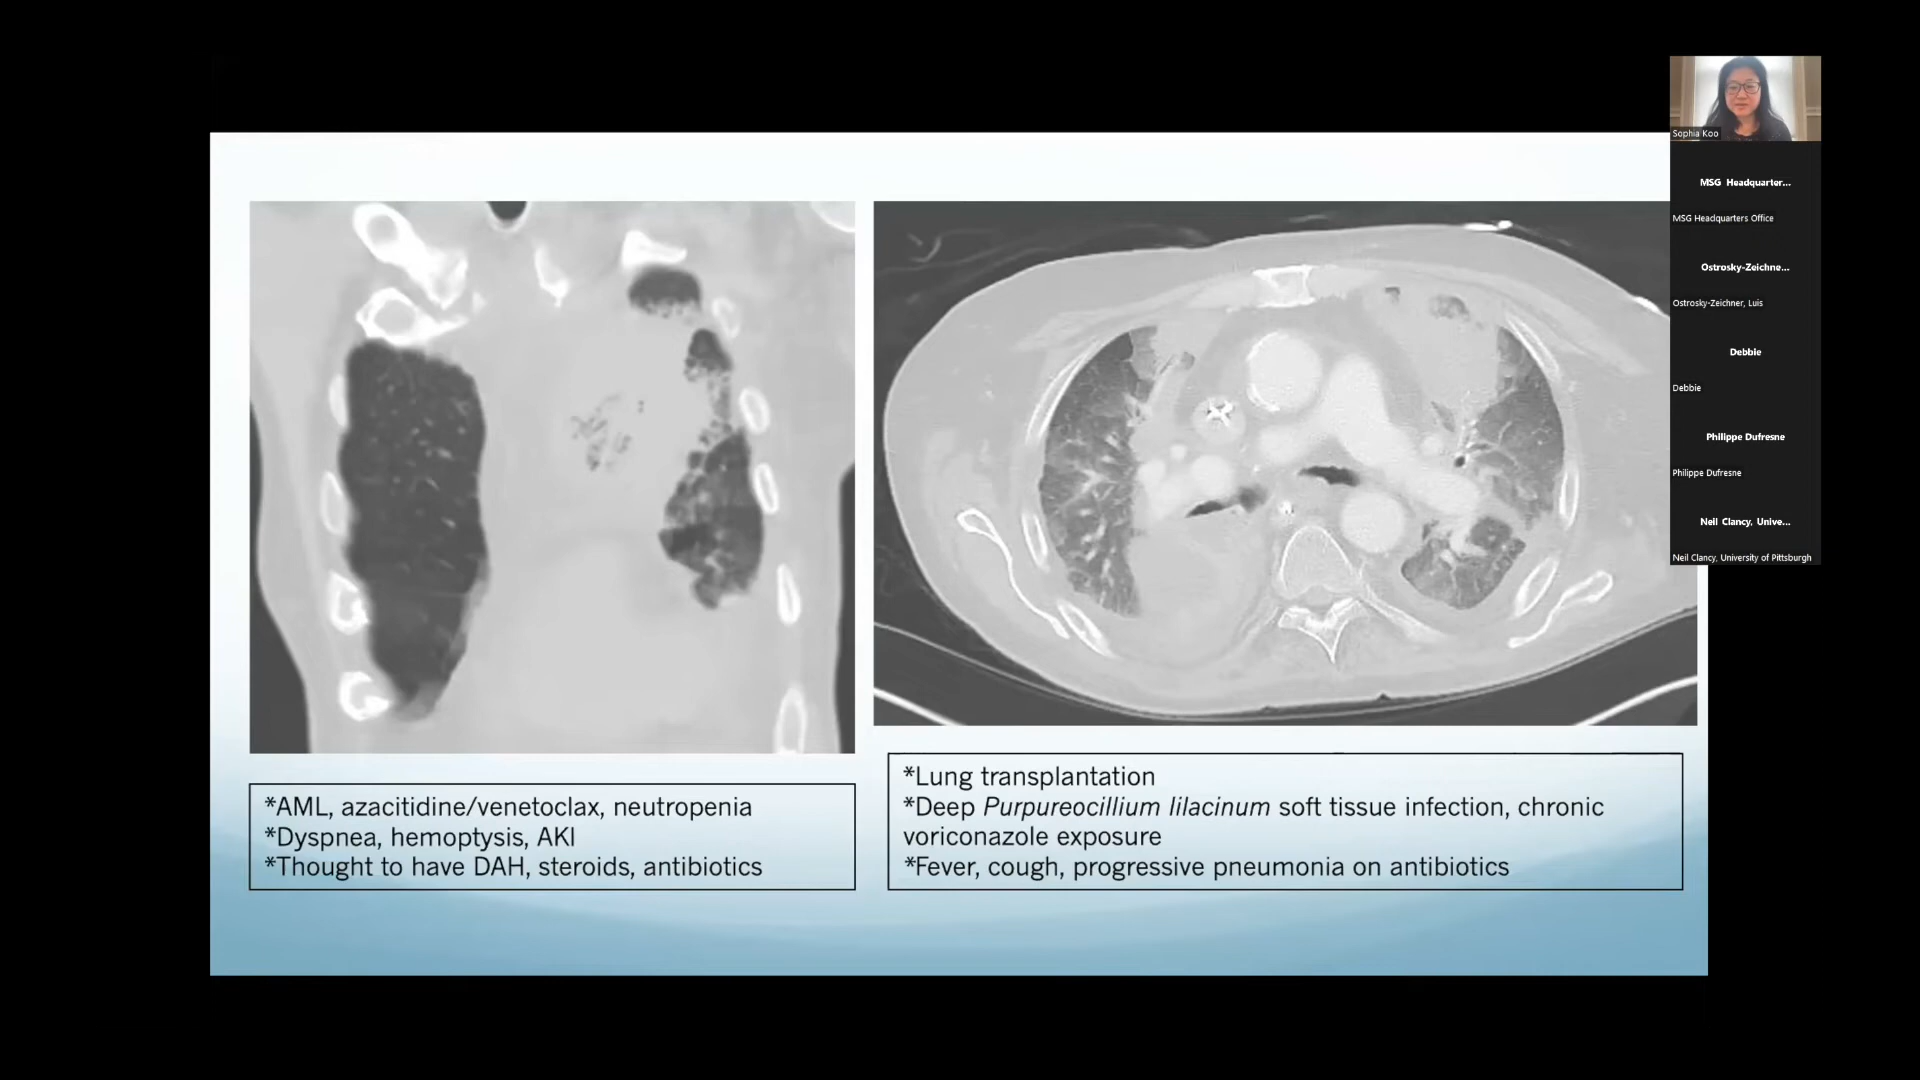 *AML, azacitidine/venetoclax, neutropenia
*Dyspnea, hemoptysis, AKI
*Thought to have DAH, steroids, antibiotics
*Lung transplantation
*Deep Purpureocillium lilacinum soft tissue infection, chronic
voriconazole exposure
*Fever, cough, progressive pneumonia on antibiotics
Sophia Koo
MSG Headquarter...
MSG Headquarters Office
Ostrosky-Zeichne...
Ostrosky-Zeichner, Luis
Debbie
Debbie
Philippe Dufresne
Philippe Dufresne
Neil Clancy, Unive...
Neil Clancy, University of Pittsburgh